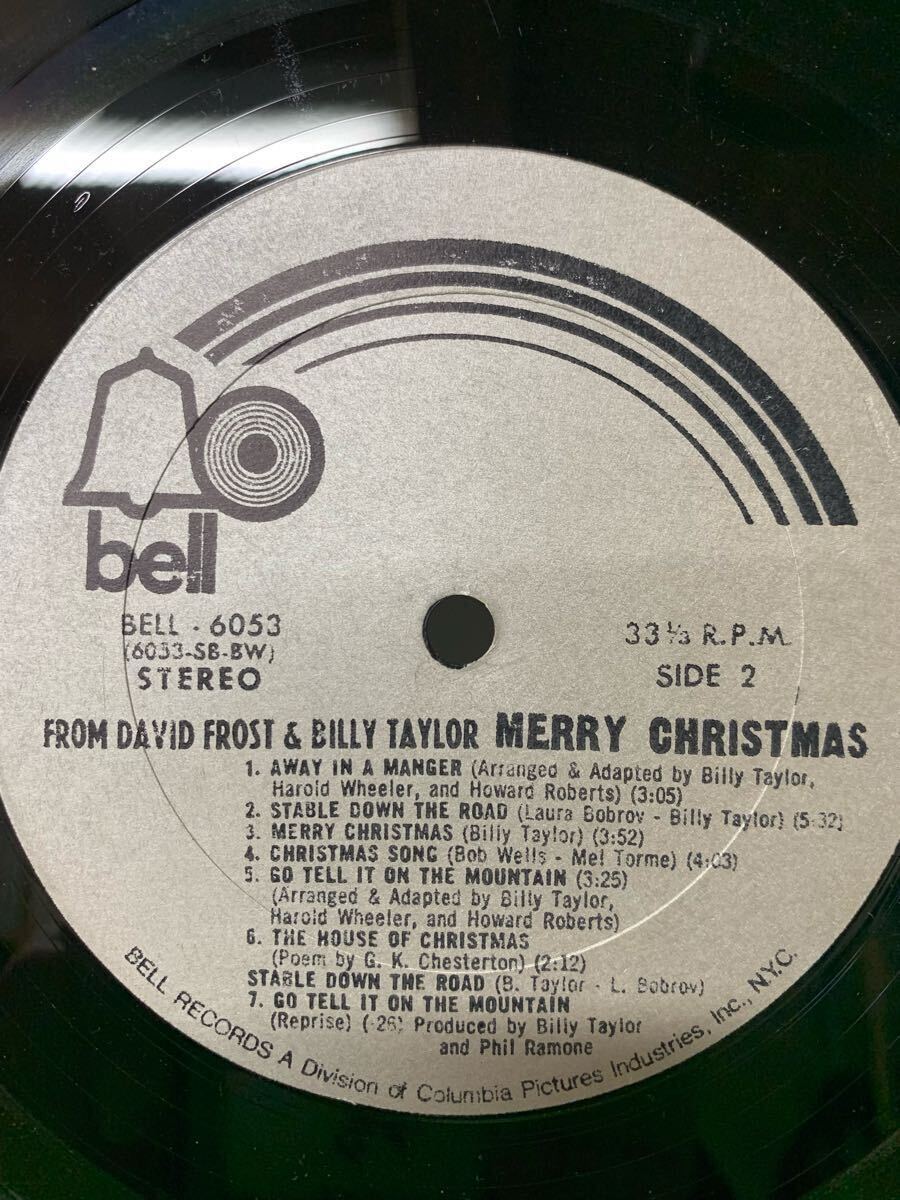 bell
BELL - 6053
(6053-SB-BW)
STEREO
33 1/3 R.P.M.
SIDE 2
FROM DAVID FROST & BILLY TAYLOR MERRY CHRISTMAS
1. AWAY IN A MANGER (Arranged & Adapted by Billy Taylor,
Harold Wheeler, and Howard Roberts) (3:05)
2. STABLE DOWN THE ROAD (Laura Bobrov - Billy Taylor) (5:32)
3. MERRY CHRISTMAS (Billy Taylor) (3:52)
4. CHRISTMAS SONG (Bob Wells - Mel Torme) (4:03)
5. GO TELL IT ON THE MOUNTAIN (3:25)
(Arranged & Adapted by Billy Taylor,
Harold Wheeler, and Howard Roberts)
6. THE HOUSE OF CHRISTMAS
(Poem by G. K. Chesterton) (2:12)
STABLE DOWN THE ROAD (B. Taylor - L. Bobrov)
7. GO TELL IT ON THE MOUNTAIN
(Reprise) (:26) Produced by Billy Taylor
and Phil Ramone
BELL RECORDS A Division of Columbia Pictures Industries, Inc., N.Y.C.